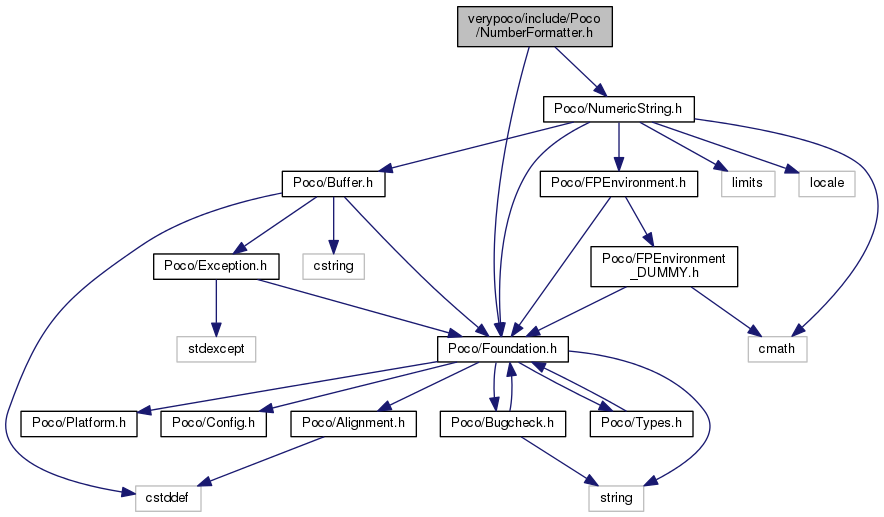 verypoco/include/Poco
/NumberFormatter.h
Poco/NumericString.h
Poco/Buffer.h
Poco/FPEnvironment.h
limits
locale
Poco/Exception.h
cstring
Poco/FPEnvironment
_DUMMY.h
stdexcept
Poco/Foundation.h
cmath
Poco/Platform.h
Poco/Config.h
Poco/Alignment.h
Poco/Bugcheck.h
Poco/Types.h
cstddef
string